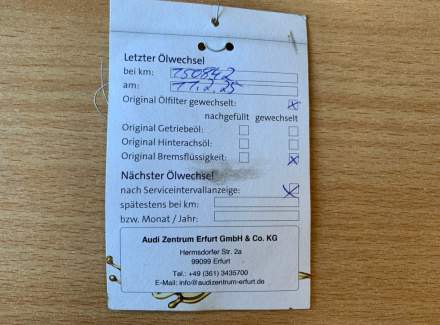 Letzter Ölwechsel
bei km: 150842
am: 11.2.25
Original Ölfilter gewechselt: ☒
nachgefüllt gewechselt
Original Getriebeöl: ☐ ☐
Original Hinterachsöl: ☐ ☐
Original Bremsflüssigkeit: ☐ ☒
Nächster Ölwechsel
nach Serviceintervallanzeige: ☒
spätestens bei km:
bzw. Monat / Jahr:
Audi Zentrum Erfurt GmbH & Co. KG
Hermsdorfer Str. 2a
99099 Erfurt
Tel.: +49 (361) 3435700
E-Mail: info@audizentrum-erfurt.de